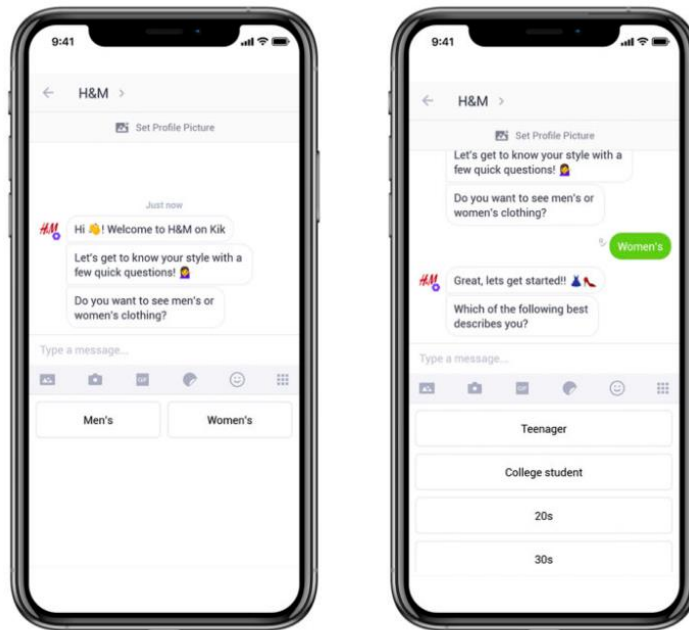 9:41
H&M >
Set Profile Picture
Just now
H&M
Hi 👋! Welcome to H&M on Kik
Let's get to know your style with a
few quick questions! 🙋‍♀️
Do you want to see men's or
women's clothing?
Type a message...
GIF
Men's
Women's
9:41
H&M >
Set Profile Picture
Let's get to know your style with a
few quick questions! 🙋‍♀️
Do you want to see men's or
women's clothing?
Women's
H&M
Great, lets get started!! 👗👠
Which of the following best
describes you?
Type a message...
GIF
Teenager
College student
20s
30s